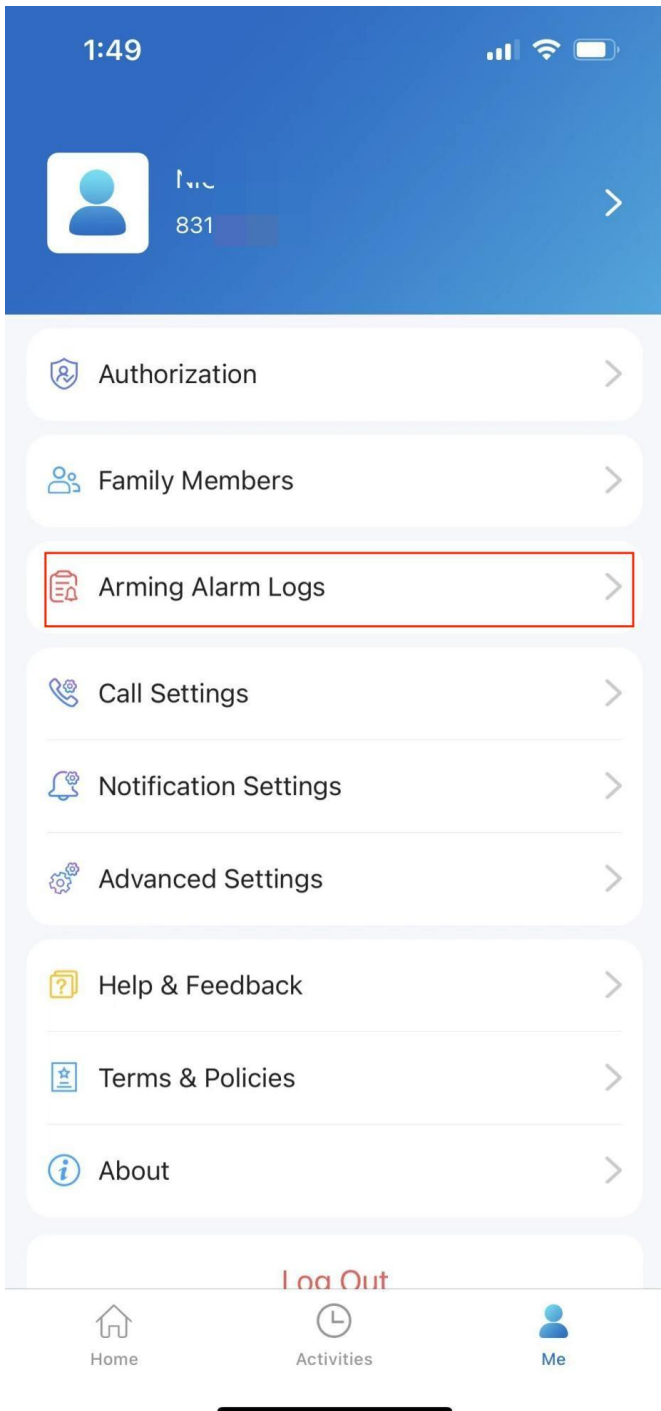 1:49
831
Authorization
Family Members
Arming Alarm Logs
Call Settings
Notification Settings
Advanced Settings
Help & Feedback
Terms & Policies
About
Log Out
Home
Activities
Me